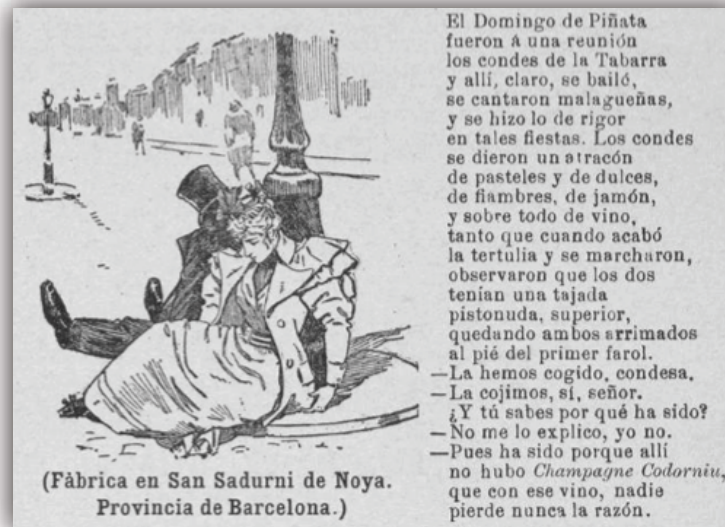 El Domingo de Piñata
fueron á una reunión
los condes de la Tabarra
y allí, claro, se bailó,
se cantaron malagueñas,
y se hizo lo de rigor
en tales fiestas. Los condes
se dieron un atracón
de pasteles y de dulces,
de fiambres, de jamón,
y sobre todo de vino,
tanto que cuando acabó
la tertulia y se marcharon,
observaron que los dos
tenían una tajada
pistonuda, superior,
quedando ambos arrimados
al pié del primer farol.
—La hemos cogido, condesa.
—La cojimos, sí, señor.
¿Y tú sabes por qué ha sido?
—No me lo explico, yo no.
—Pues ha sido porque allí
no hubo Champagne Codorniu,
que con ese vino, nadie
pierde nunca la razón.
(Fábrica en San Sadurni de Noya.
Provincia de Barcelona.)